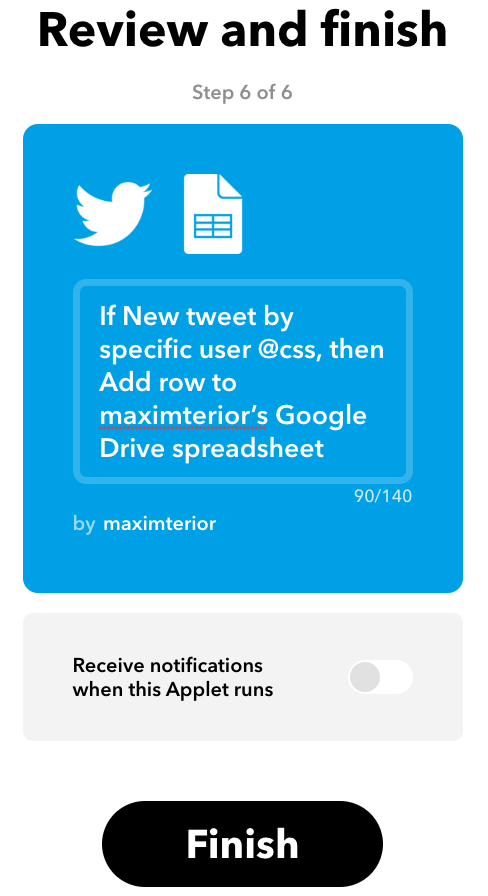 Review and finish
Step 6 of 6
If New tweet by
specific user @css, then
Add row to
maximterior’s Google
Drive spreadsheet
90/140
by maximterior
Receive notifications
when this Applet runs
Finish